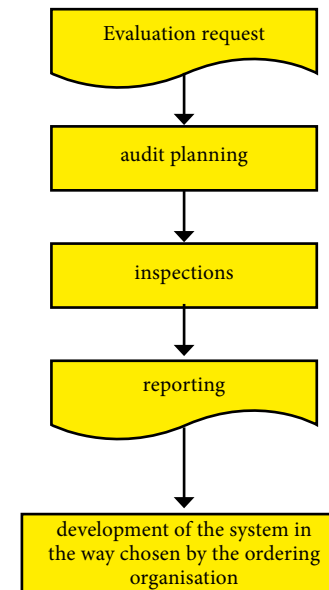 Evaluation request
audit planning
inspections
reporting
development of the system in
the way chosen by the ordering
organisation